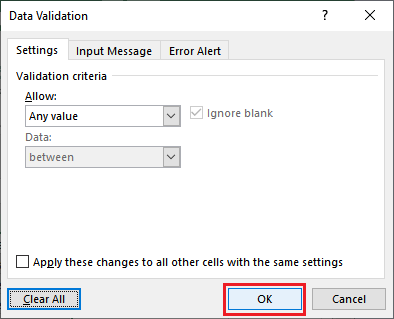 Data Validation ?
Settings Input Message Error Alert
Validation criteria
Allow:
Any value Ignore blank
Data:
between
Apply these changes to all other cells with the same settings
Clear All OK Cancel